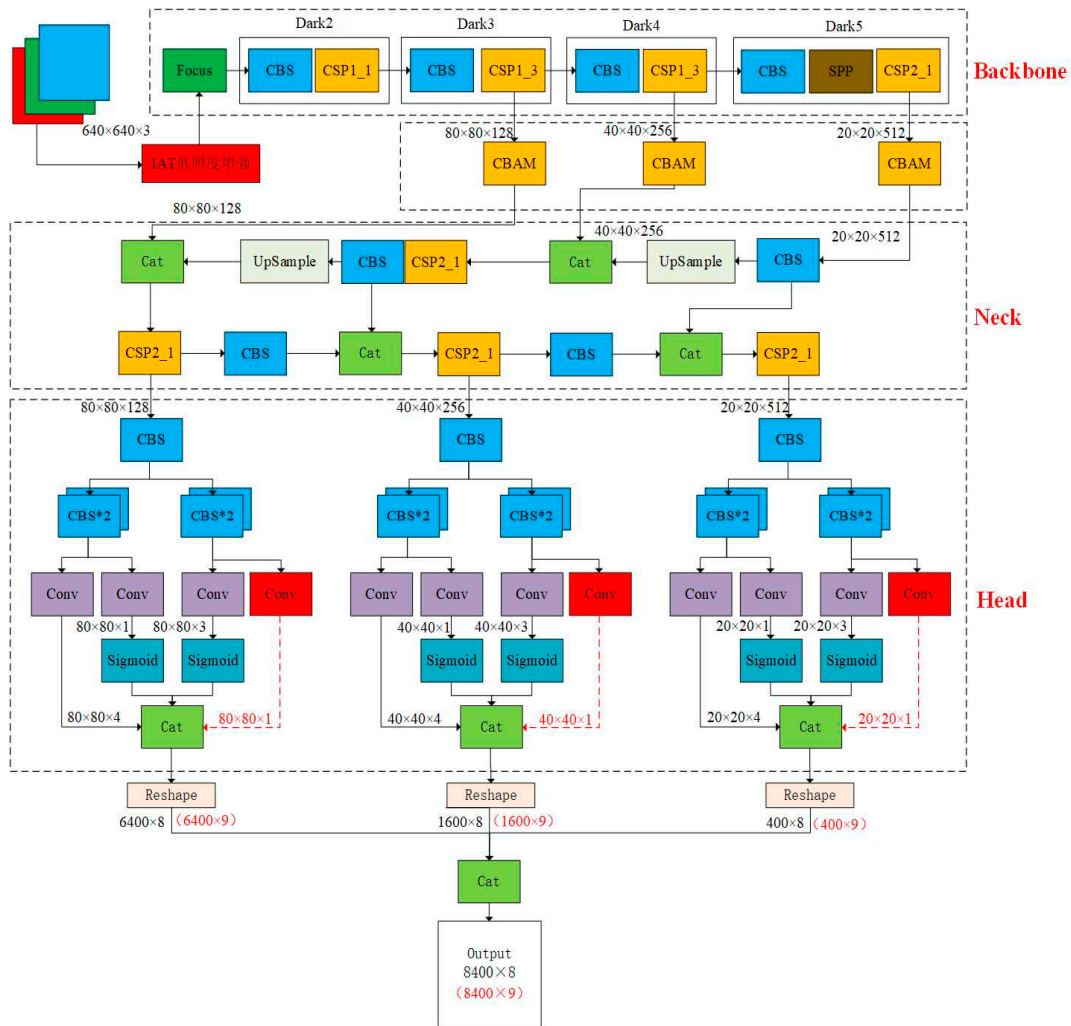 Dark2
Dark3
Dark4
Dark5
Focus
CBS
CSP1_1
CBS
CSP1_3
CBS
CSP1_3
CBS
SPP
CSP2_1
Backbone
640×640×3
IAT低照度增强
80×80×128
40×40×256
20×20×512
CBAM
CBAM
CBAM
80×80×128
40×40×256
20×20×512
Cat
UpSample
CBS
CSP2_1
Cat
UpSample
CBS
Neck
CSP2_1
CBS
Cat
CSP2_1
CBS
Cat
CSP2_1
80×80×128
40×40×256
20×20×512
CBS
CBS
CBS
CBS*2
CBS*2
CBS*2
CBS*2
CBS*2
CBS*2
Conv
Conv
Conv
Conv
Conv
Conv
Conv
Conv
Conv
Conv
Conv
Conv
Head
80×80×1
80×80×3
40×40×1
40×40×3
20×20×1
20×20×3
Sigmoid
Sigmoid
Sigmoid
Sigmoid
Sigmoid
Sigmoid
80×80×4
Cat
80×80×1
40×40×4
Cat
40×40×1
20×20×4
Cat
20×20×1
Reshape
Reshape
Reshape
6400×8 (6400×9)
1600×8 (1600×9)
400×8 (400×9)
Cat
Output
8400×8
(8400×9)